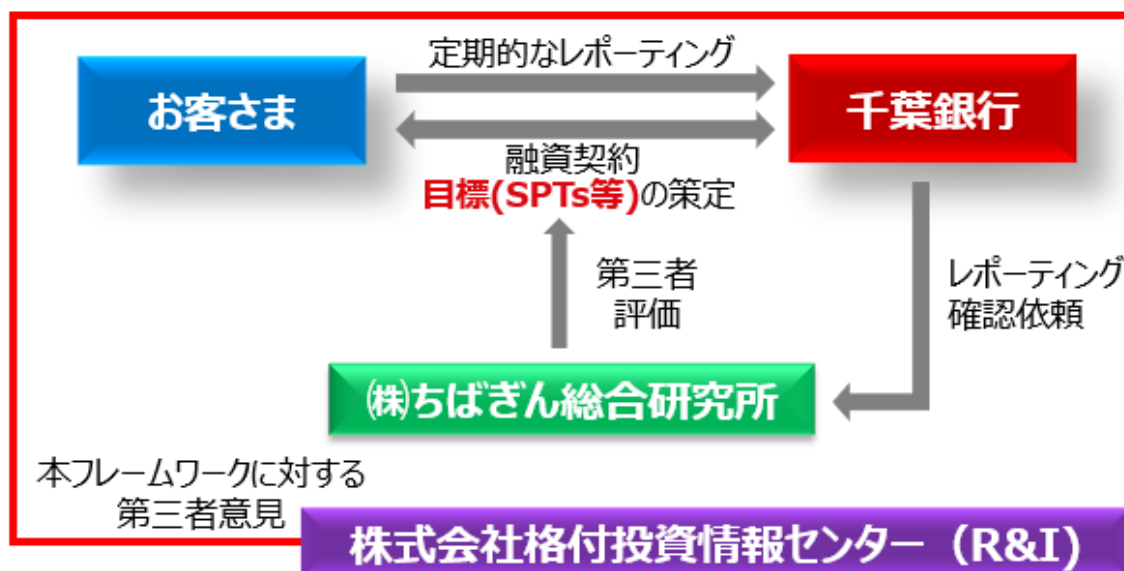 定期的なレポーティング
お客さま
千葉銀行
融資契約
目標(SPTs等)の策定
第三者
評価
レポーティング
確認依頼
㈱ちばぎん総合研究所
本フレームワークに対する
第三者意見
株式会社格付投資情報センター（R&I）